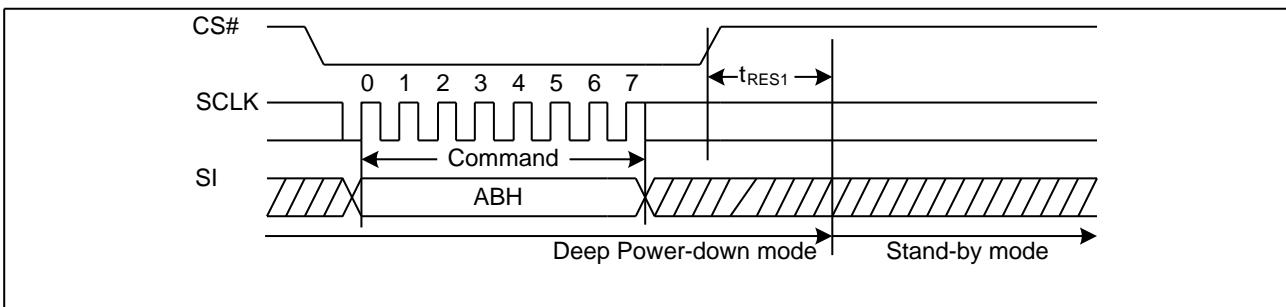 CS#
tRES1
0 1 2 3 4 5 6 7
SCLK
Command
SI
ABH
Deep Power-down mode Stand-by mode